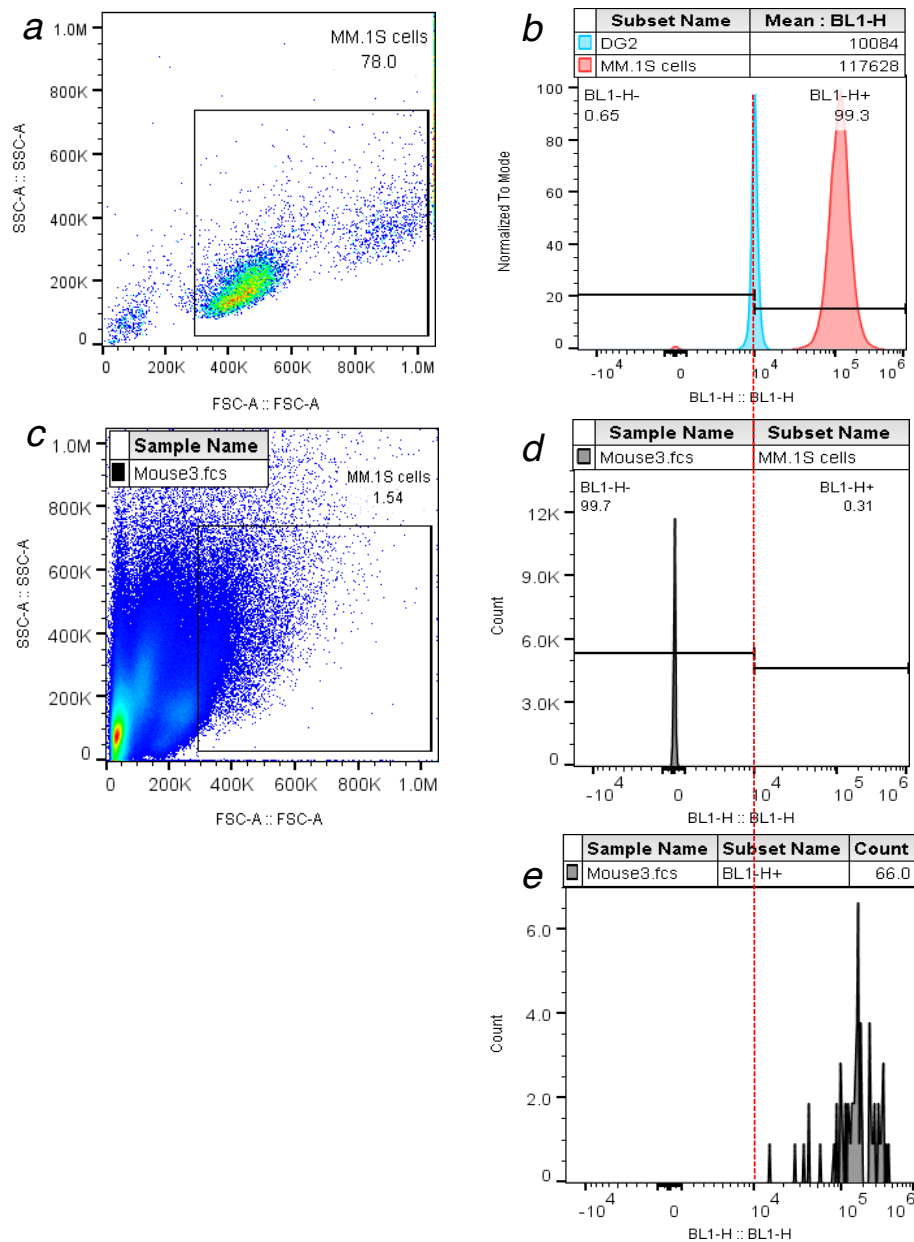 a
MM.1S cells
78.0
1.0M
800K
600K
400K
200K
0
SSC-A :: SSC-A
0 200K 400K 600K 800K 1.0M
FSC-A :: FSC-A
b
Subset Name Mean : BL1-H
DG2 10084
MM.1S cells 117628
BL1-H- BL1-H+
0.65 99.3
100
80
60
40
20
0
Normalized To Mode
-10^4 0 10^4 10^5 10^6
BL1-H :: BL1-H
c
Sample Name
Mouse3.fcs
MM.1S cells
1.54
1.0M
800K
600K
400K
200K
0
SSC-A :: SSC-A
0 200K 400K 600K 800K
FSC-A :: FSC-A
d
Sample Name Subset Name
Mouse3.fcs MM.1S cells
BL1-H- BL1-H+
99.7 0.31
12K
9.0K
6.0K
3.0K
0
Count
-10^4 0 10^4 10^5 10^6
BL1-H :: BL1-H
e
Sample Name Subset Name Count
Mouse3.fcs BL1-H+ 66.0
6.0
4.0
2.0
0
Count
-10^4 0 10^4 10^5 10^6
BL1-H :: BL1-H